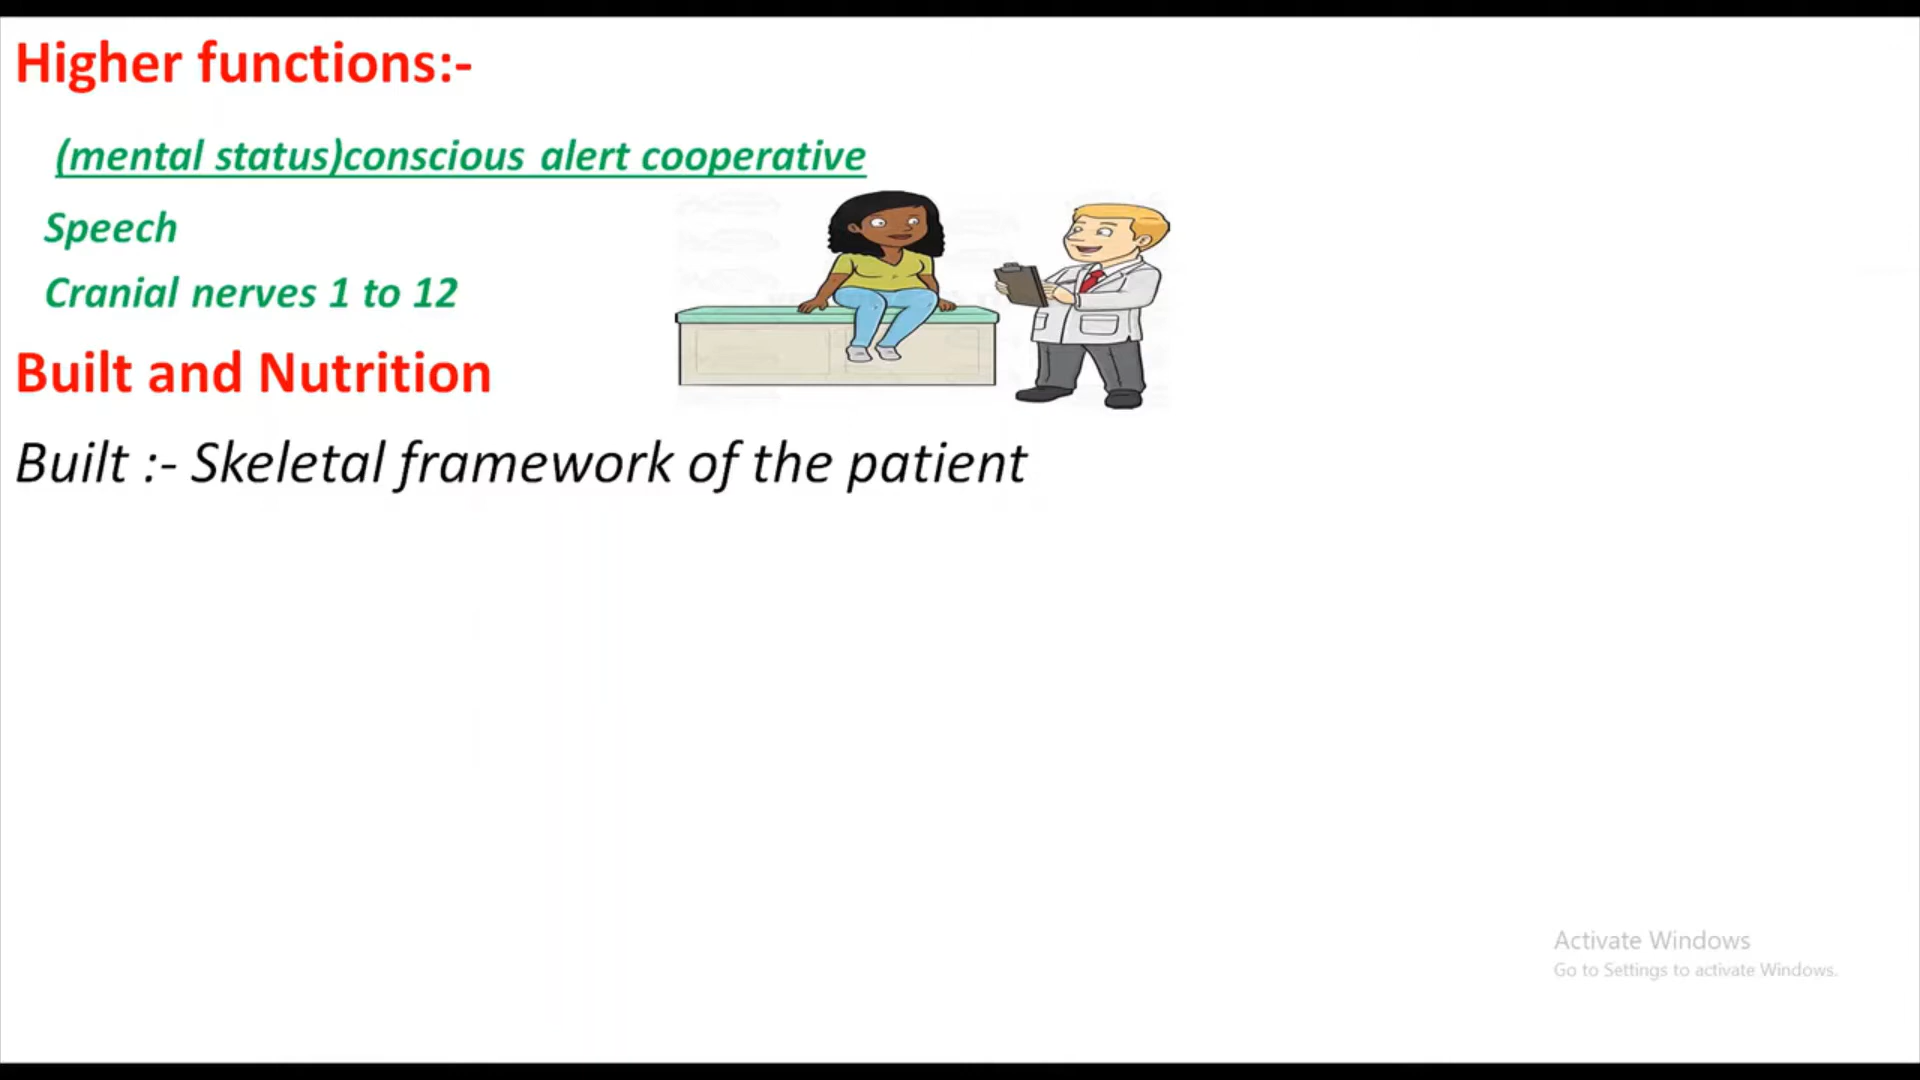 Higher functions:-
(mental status)conscious alert cooperative
Speech
Cranial nerves 1 to 12
Built and Nutrition
Built :- Skeletal framework of the patient
Activate Windows
Go to Settings to activate Windows.